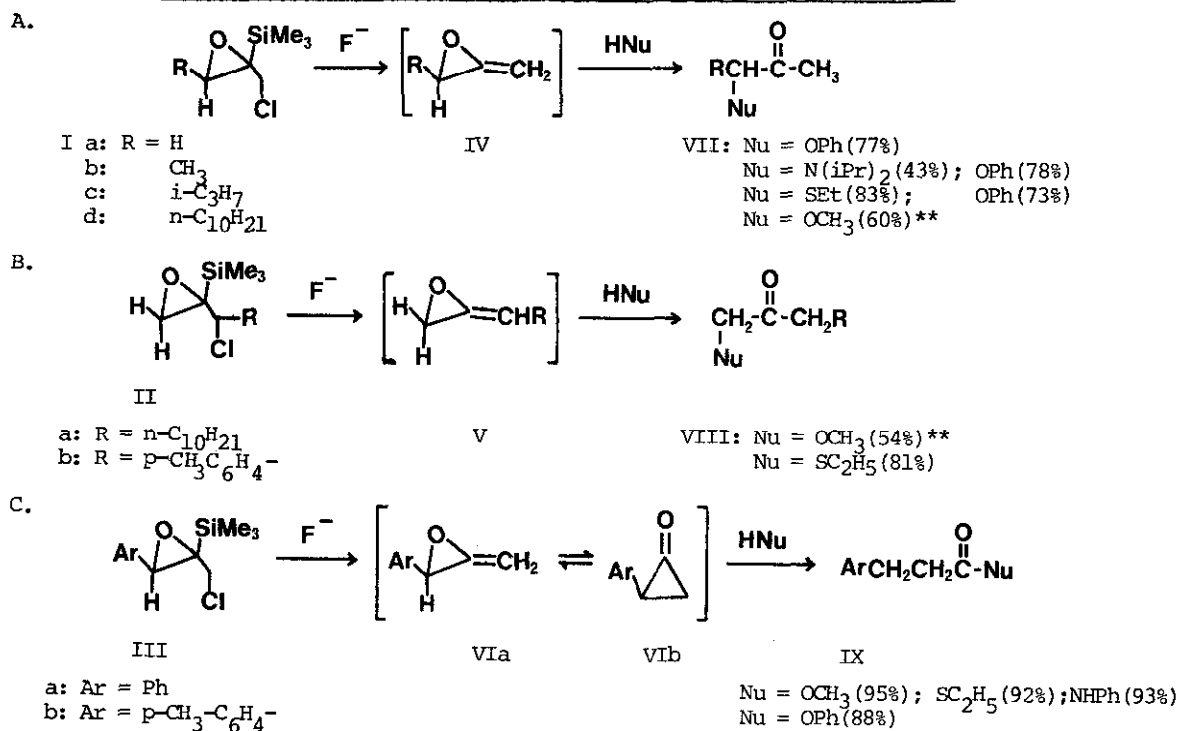 A.
O SiMe3
R H Cl
F-
O
R =CH2
H
HNu
O
RCH-C-CH3
Nu
IV
I a: R = H
b: CH3
c: i-C3H7
d: n-C10H21
VII: Nu = OPh(77%)
Nu = N(iPr)2(43%); OPh(78%)
Nu = SEt(83%); OPh(73%)
Nu = OCH3(60%)**
B.
O SiMe3
H R
H Cl
F-
O
H =CHR
H
HNu
O
CH2-C-CH2R
Nu
II
V
a: R = n-C10H21
b: R = p-CH3C6H4-
VIII: Nu = OCH3(54%)**
Nu = SC2H5(81%)
C.
O SiMe3
Ar
H Cl
F-
O
Ar =CH2
H
⇌
O
Ar
HNu
O
ArCH2CH2C-Nu
III
VIa
VIb
IX
a: Ar = Ph
b: Ar = p-CH3-C6H4-
Nu = OCH3(95%); SC2H5(92%);NHPh(93%)
Nu = OPh(88%)